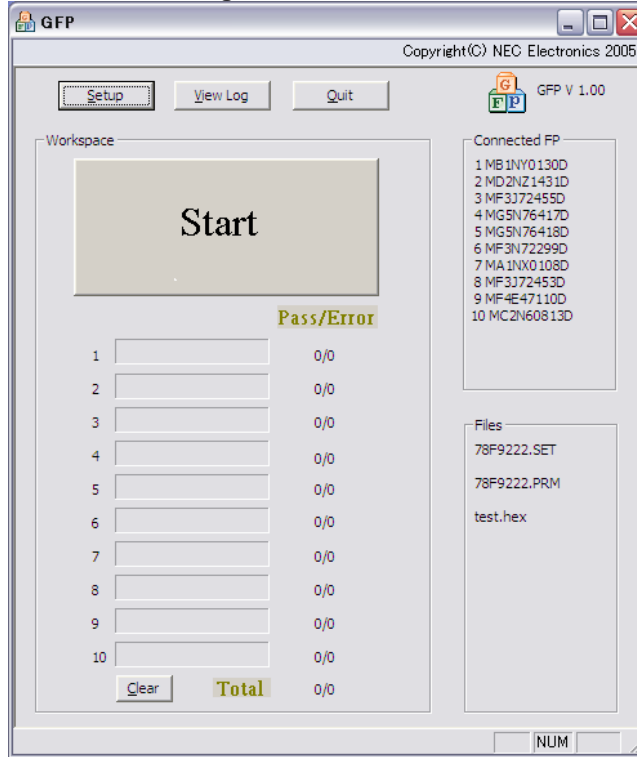 GFP
Copyright(C) NEC Electronics 2005
Setup View Log Quit
G F P
GFP V 1.00
Workspace
Start
Pass/Error
1 0/0
2 0/0
3 0/0
4 0/0
5 0/0
6 0/0
7 0/0
8 0/0
9 0/0
10 0/0
Clear Total 0/0
Connected FP
1 MB1NY0130D
2 MD2NZ1431D
3 MF3J72455D
4 MG5N76417D
5 MG5N76418D
6 MF3N72299D
7 MA1NX0108D
8 MF3J72453D
9 MF4E47110D
10 MC2N60813D
Files
78F9222.SET
78F9222.PRM
test.hex
NUM